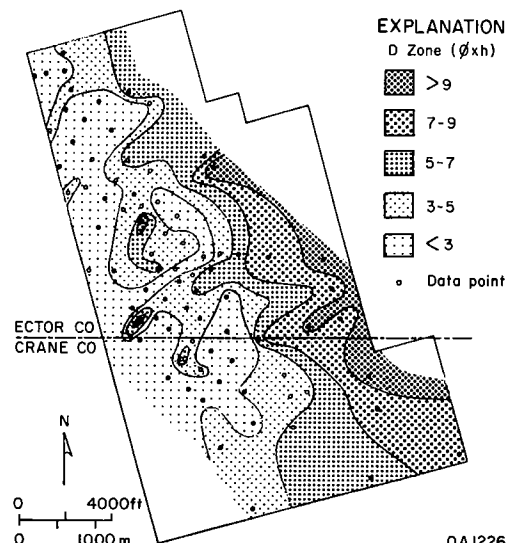 EXPLANATION
D Zone (Øxh)
>9
7-9
5-7
3-5
<3
Data point
ECTOR CO
CRANE CO
N
0 4000ft
0 1000m
QA1226